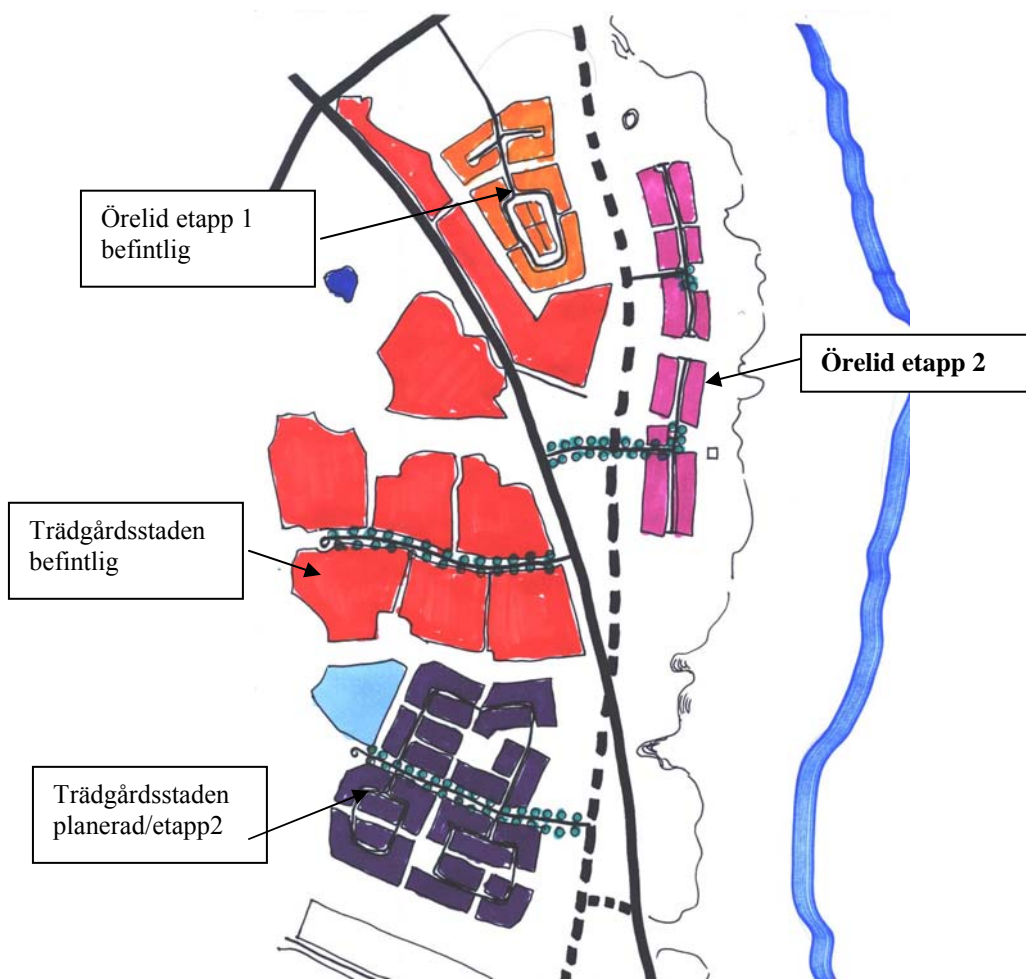 Örelid etapp 1
befintlig
Örelid etapp 2
Trädgårdsstaden
befintlig
Trädgårdsstaden
planerad/etapp2